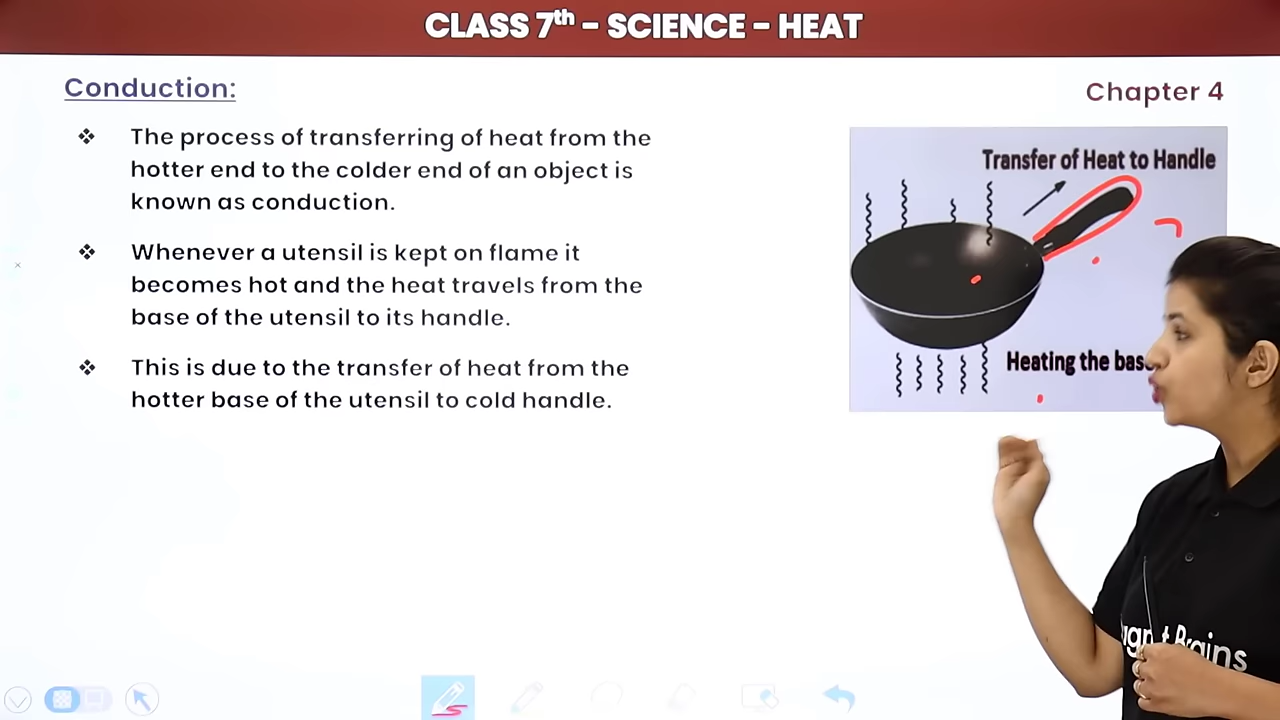 CLASS 7th - SCIENCE - HEAT
Conduction:
Chapter 4
❖ The process of transferring of heat from the
hotter end to the colder end of an object is
known as conduction.
❖ Whenever a utensil is kept on flame it
becomes hot and the heat travels from the
base of the utensil to its handle.
❖ This is due to the transfer of heat from the
hotter base of the utensil to cold handle.
Transfer of Heat to Handle
Heating the